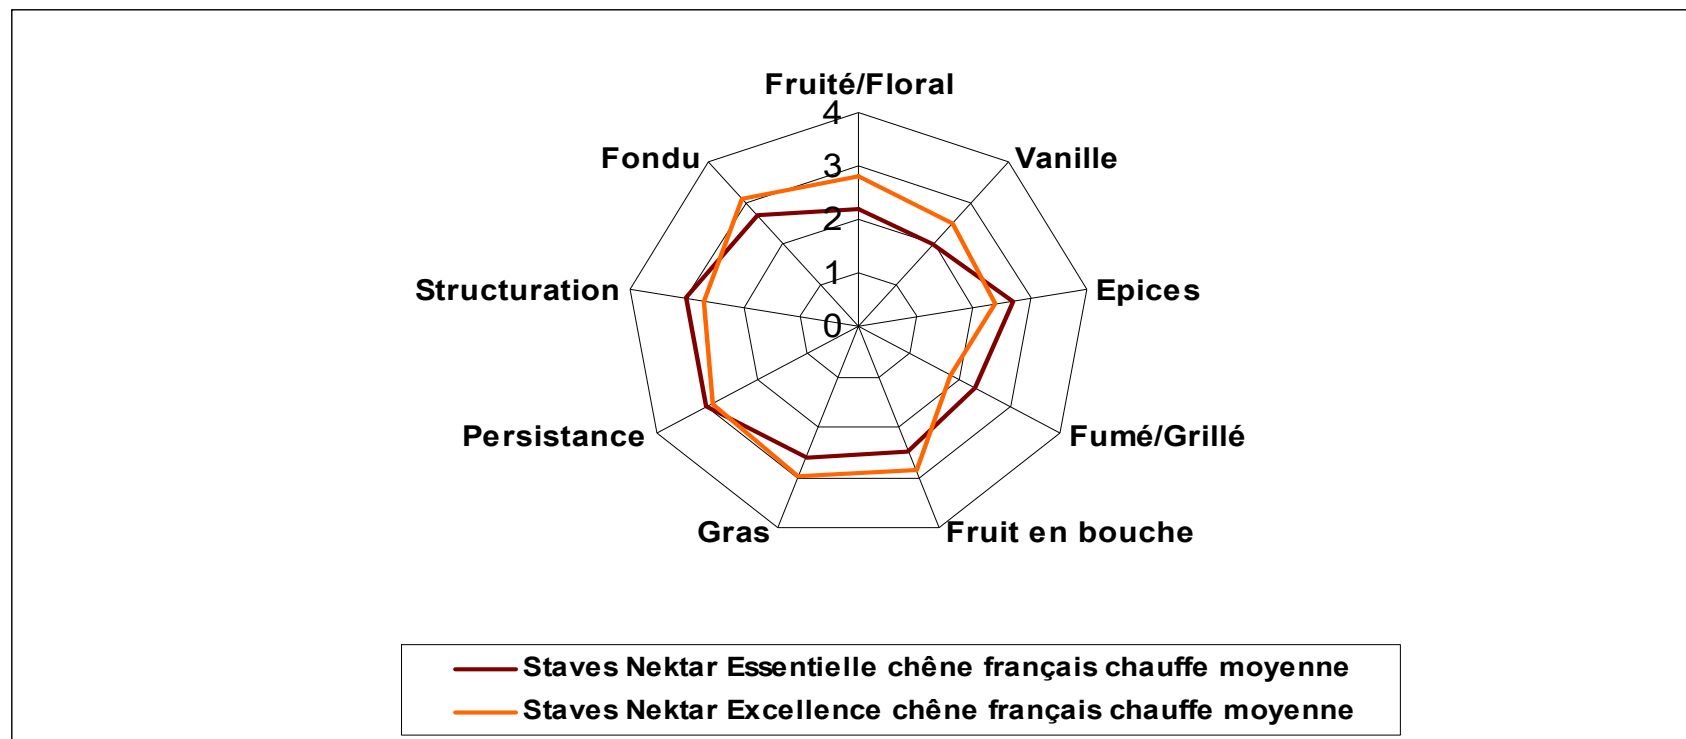 Fruité/Floral
4
Fondu
Vanille
3
2
Structuration
Epices
1
0
Persistance
Fumé/Grillé
Gras
Fruit en bouche
Staves Nektar Essentielle chêne français chauffe moyenne
Staves Nektar Excellence chêne français chauffe moyenne